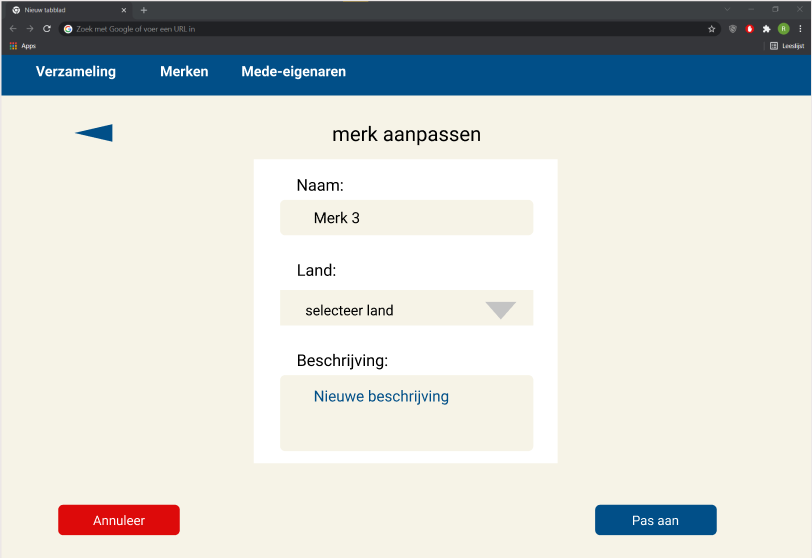 Nieuw tabblad
Zoek met Google of voer een URL in
B
Apps
Leeslijst
Verzameling Merken Mede-eigenaren
merk aanpassen
Naam:
Merk 3
Land:
selecteer land
Beschrijving:
Nieuwe beschrijving
Annuleer
Pas aan